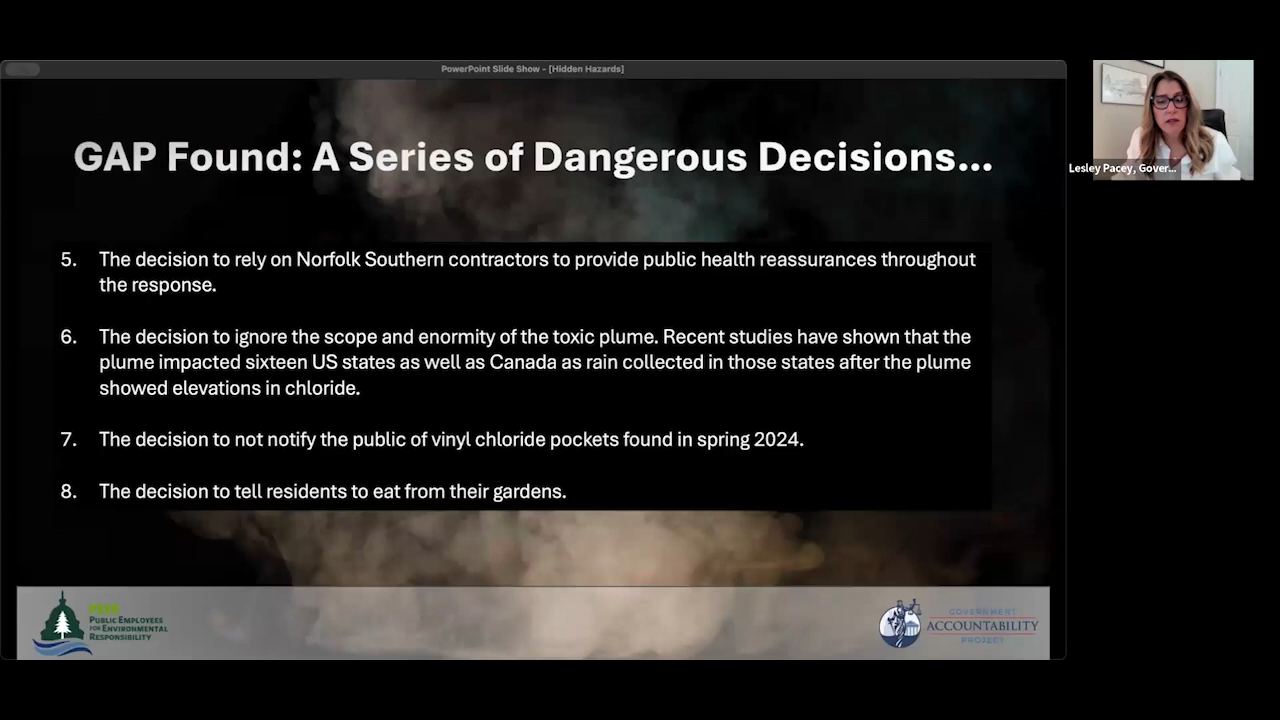 PowerPoint Slide Show - [Hidden Hazards]
GAP Found: A Series of Dangerous Decisions...
Lesley Pacey, Gover...
5. The decision to rely on Norfolk Southern contractors to provide public health reassurances throughout
the response.
6. The decision to ignore the scope and enormity of the toxic plume. Recent studies have shown that the
plume impacted sixteen US states as well as Canada as rain collected in those states after the plume
showed elevations in chloride.
7. The decision to not notify the public of vinyl chloride pockets found in spring 2024.
8. The decision to tell residents to eat from their gardens.
PEER
PUBLIC EMPLOYEES
FOR ENVIRONMENTAL
RESPONSIBILITY
GOVERNMENT
ACCOUNTABILITY
PROJECT